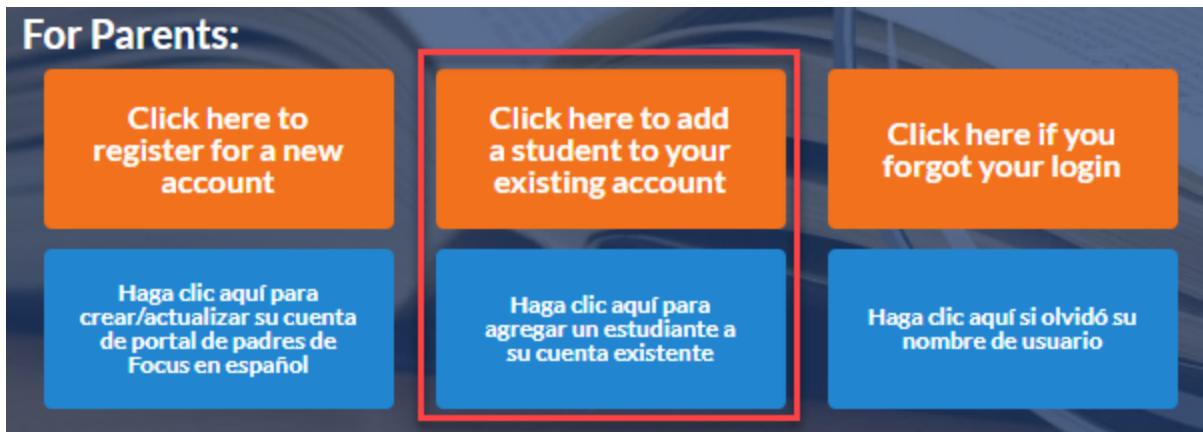 For Parents:
Click here to
register for a new
account
Click here to add
a student to your
existing account
Click here if you
forgot your login
Haga clic aquí para
crear/actualizar su cuenta
de portal de padres de
Focus en español
Haga clic aquí para
agregar un estudiante a
su cuenta existente
Haga clic aquí si olvidó su
nombre de usuario